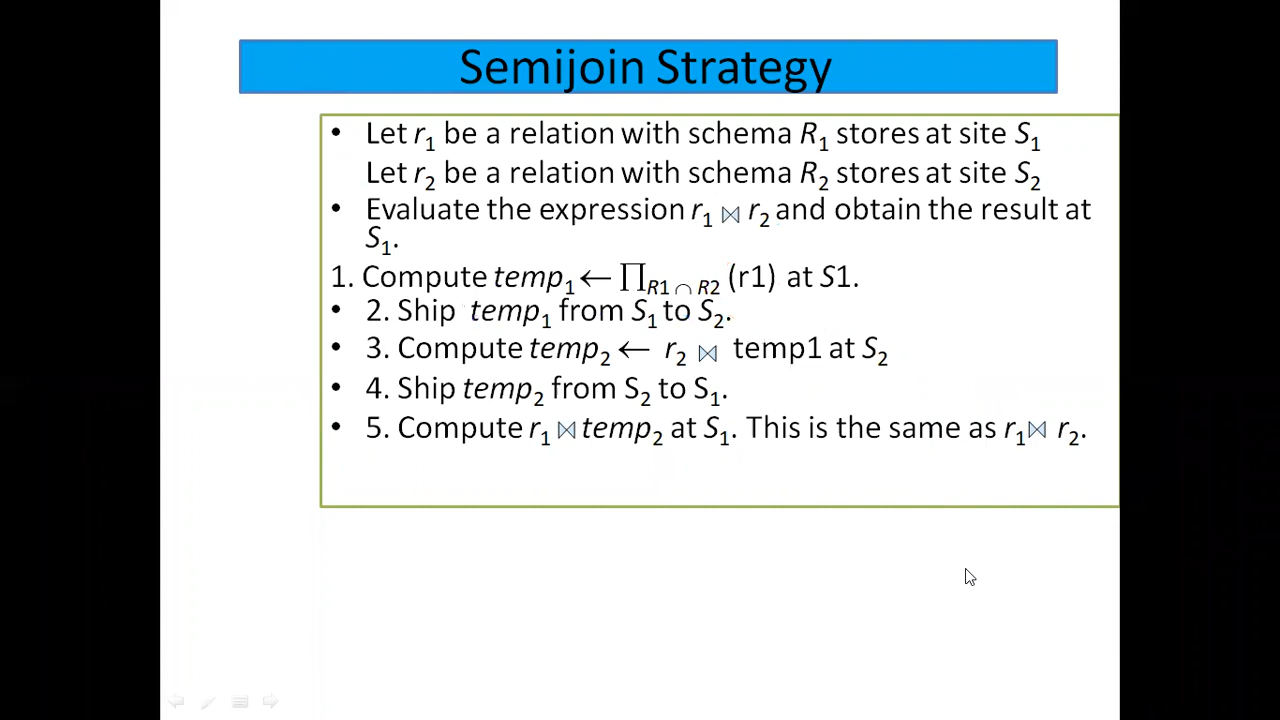 Semijoin Strategy
• Let r₁ be a relation with schema R₁ stores at site S₁
Let r₂ be a relation with schema R₂ stores at site S₂
• Evaluate the expression r₁ ⋈ r₂ and obtain the result at
S₁.
1. Compute temp₁ ← ∏R1 ∩ R2 (r1) at S1.
• 2. Ship temp₁ from S₁ to S₂.
• 3. Compute temp₂ ← r₂ ⋈ temp1 at S₂
• 4. Ship temp₂ from S₂ to S₁.
• 5. Compute r₁ ⋈ temp₂ at S₁. This is the same as r₁ ⋈ r₂.